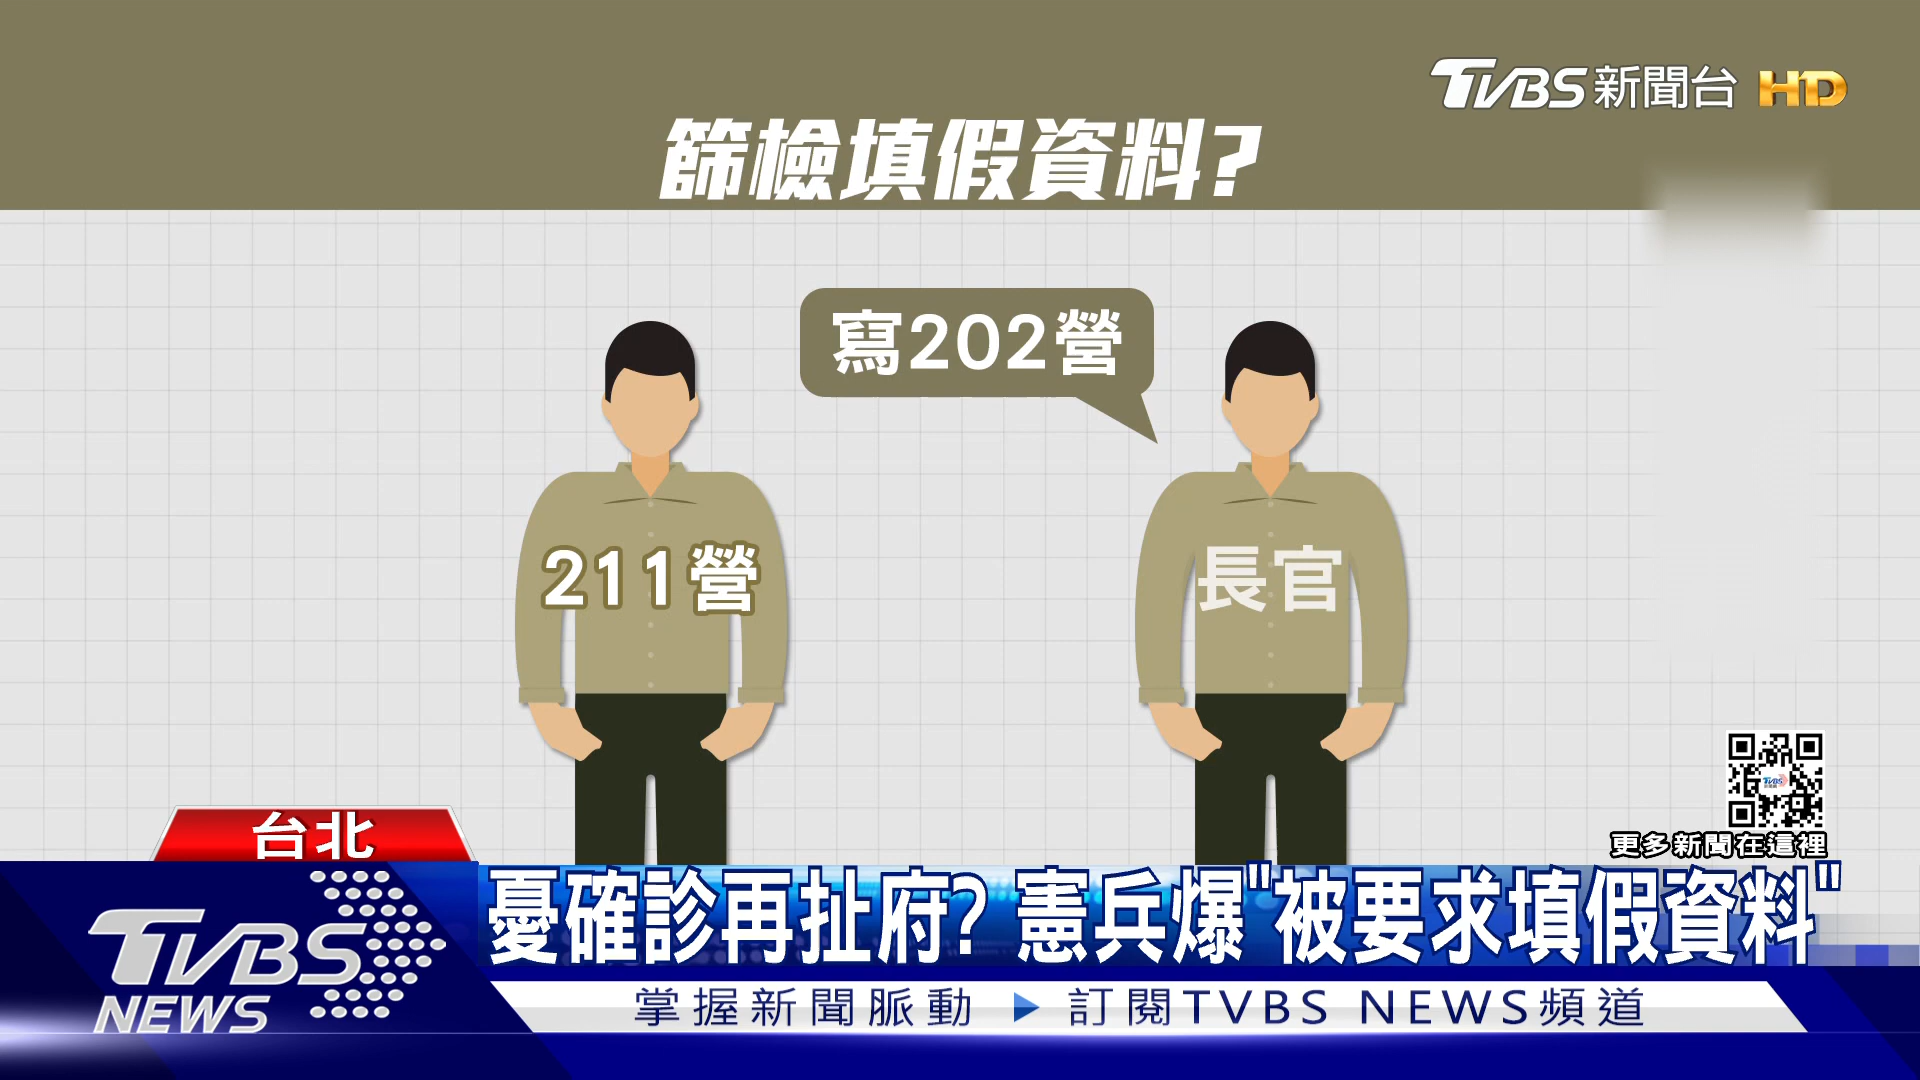 TVBS新聞台 HD
篩檢填假資料?
寫202營
211營
長官
TVBS
更多新聞在這裡
台北
憂確診再扯府? 憲兵爆"被要求填假資料"
TVBS
NEWS
掌握新聞脈動 ▶ 訂閱TVBS NEWS頻道